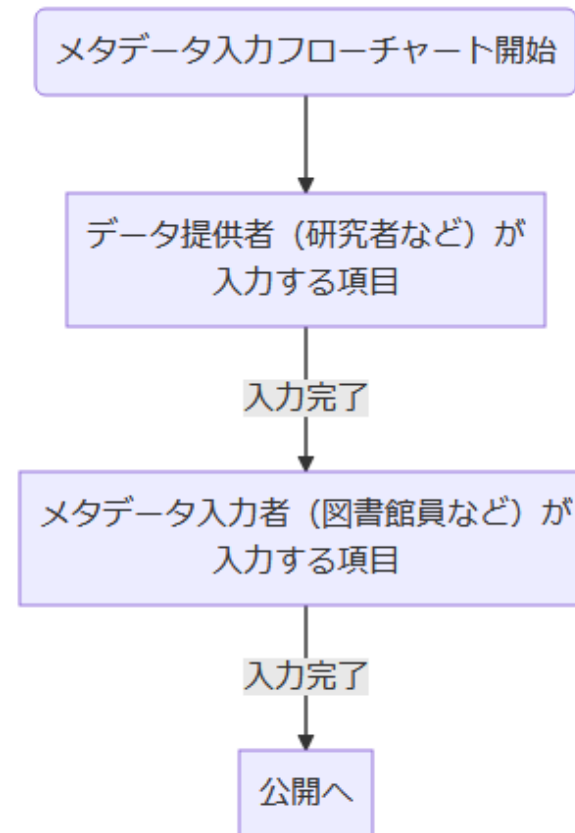 メタデータ入力フローチャート開始
データ提供者（研究者など）が
入力する項目
入力完了
メタデータ入力者（図書館員など）が
入力する項目
入力完了
公開へ